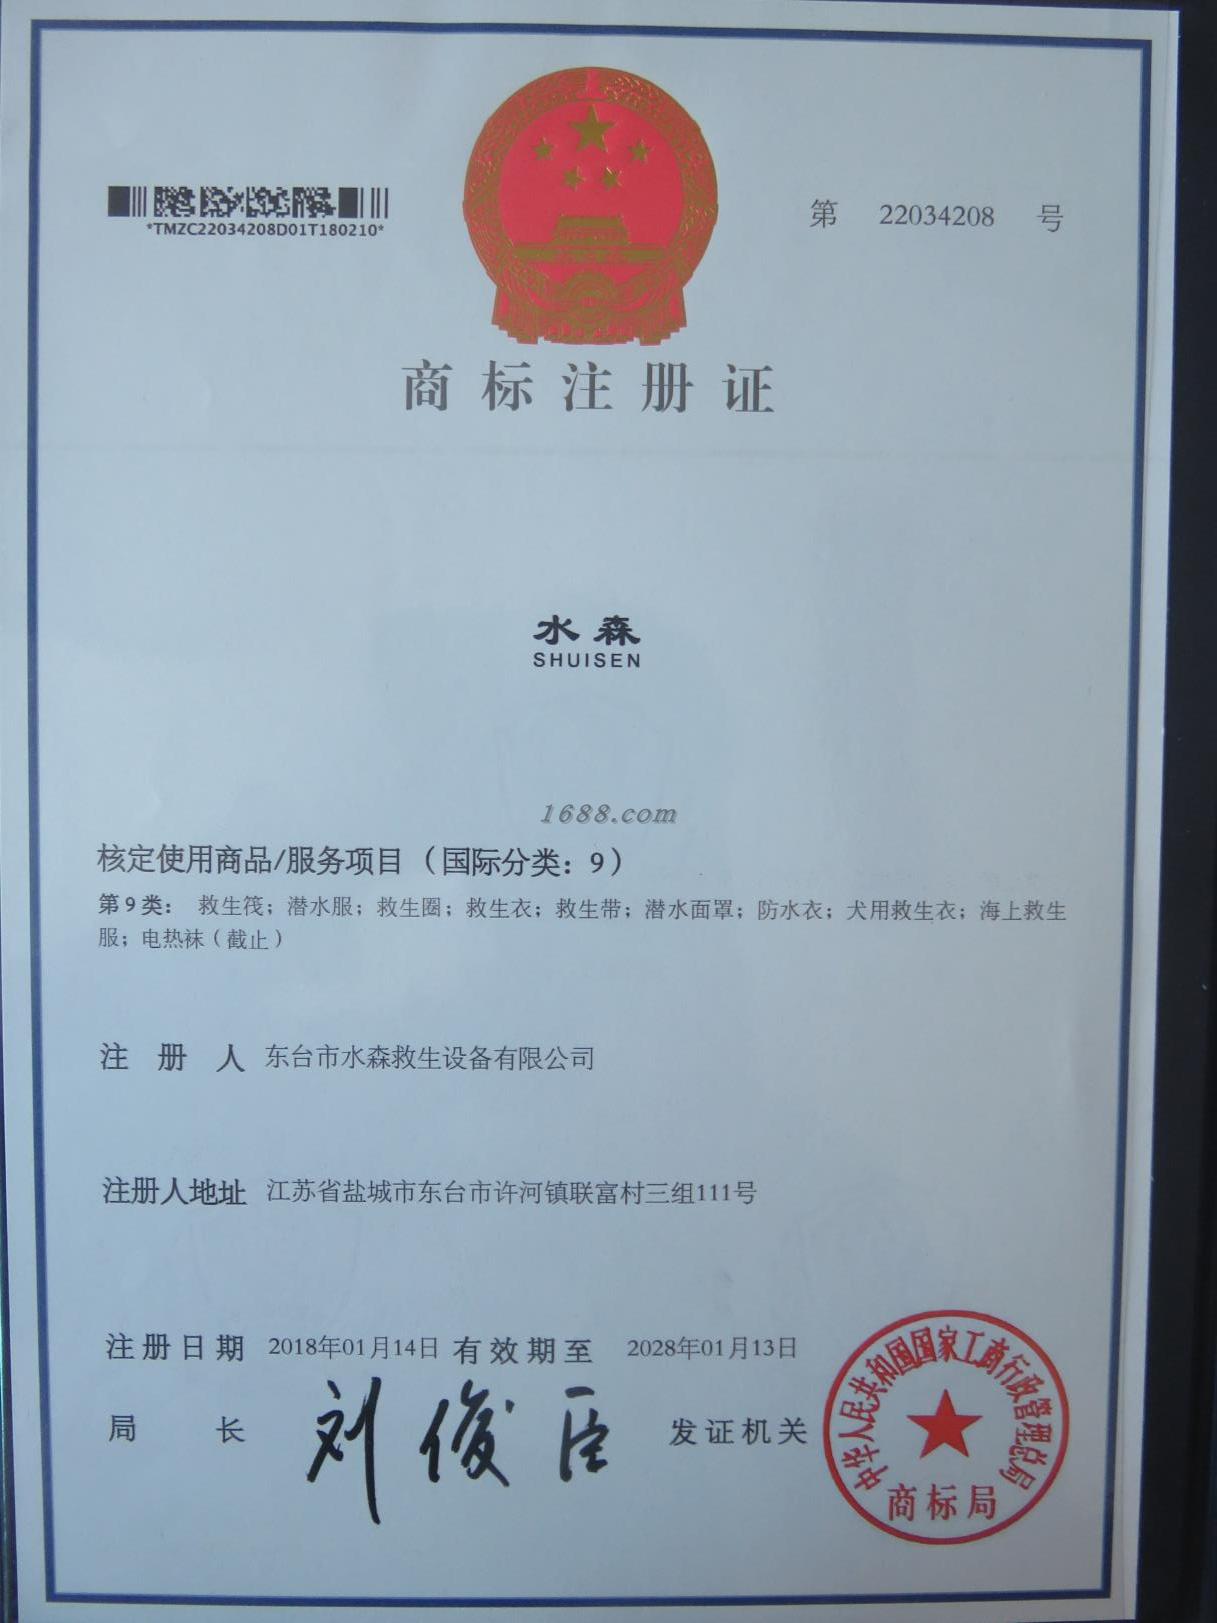 *TMZC22034208D01T180210*
第 22034208 号
商标注册证
水森
SHUISEN
1688.com
核定使用商品/服务项目（国际分类：9）
第9类： 救生筏；潜水服；救生圈；救生衣；救生带；潜水面罩；防水衣；犬用救生衣；海上救生
服；电热袜（截止）
注册人 东台市水森救生设备有限公司
注册人地址 江苏省盐城市东台市许河镇联富村三组111号
注册日期 2018年01月14日 有效期至 2028年01月13日
局长 刘俊臣 发证机关
中华人民共和国国家工商行政管理总局
商标局